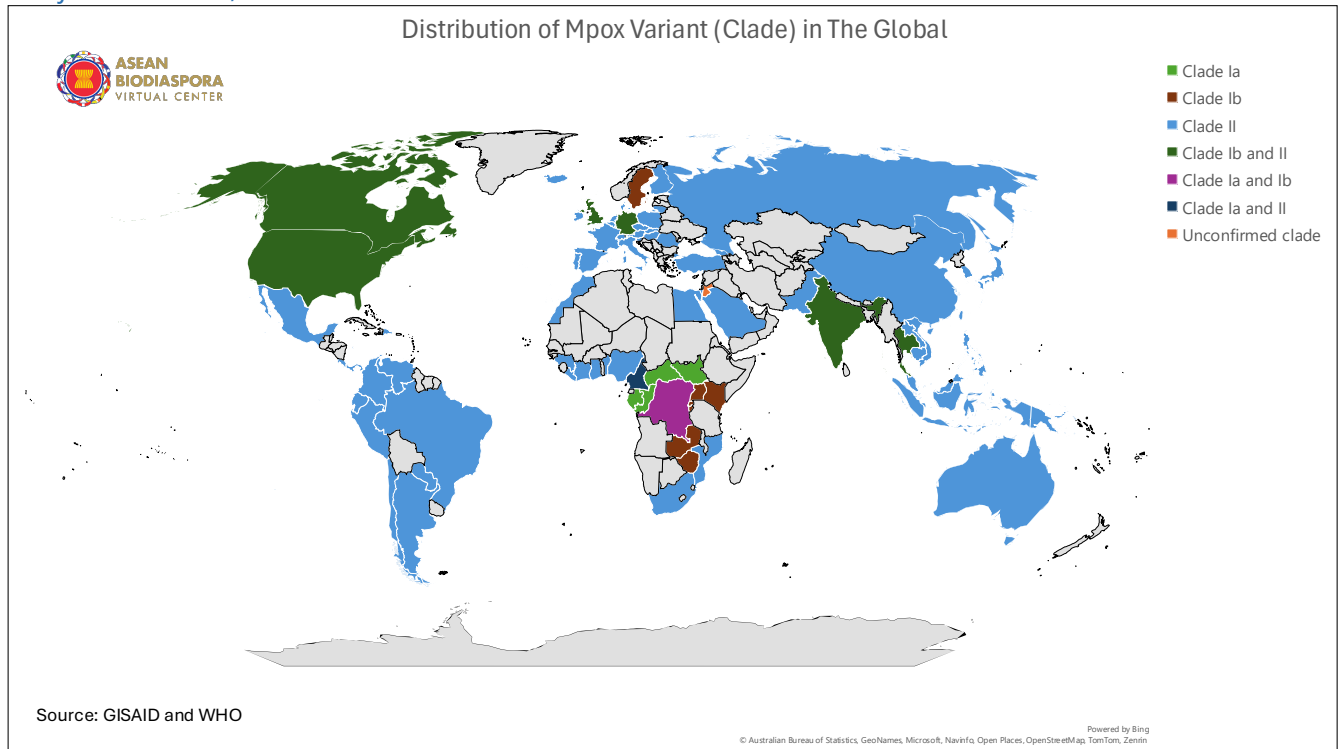 Distribution of Mpox Variant (Clade) in The Global
ASEAN
BIODIASPORA
VIRTUAL CENTER
Clade Ia
Clade Ib
Clade II
Clade Ib and II
Clade Ia and Ib
Clade Ia and II
Unconfirmed clade
Source: GISAID and WHO
Powered by Bing
© Australian Bureau of Statistics, GeoNames, Microsoft, Navinfo, Open Places, OpenStreetMap, TomTom, Zenrin